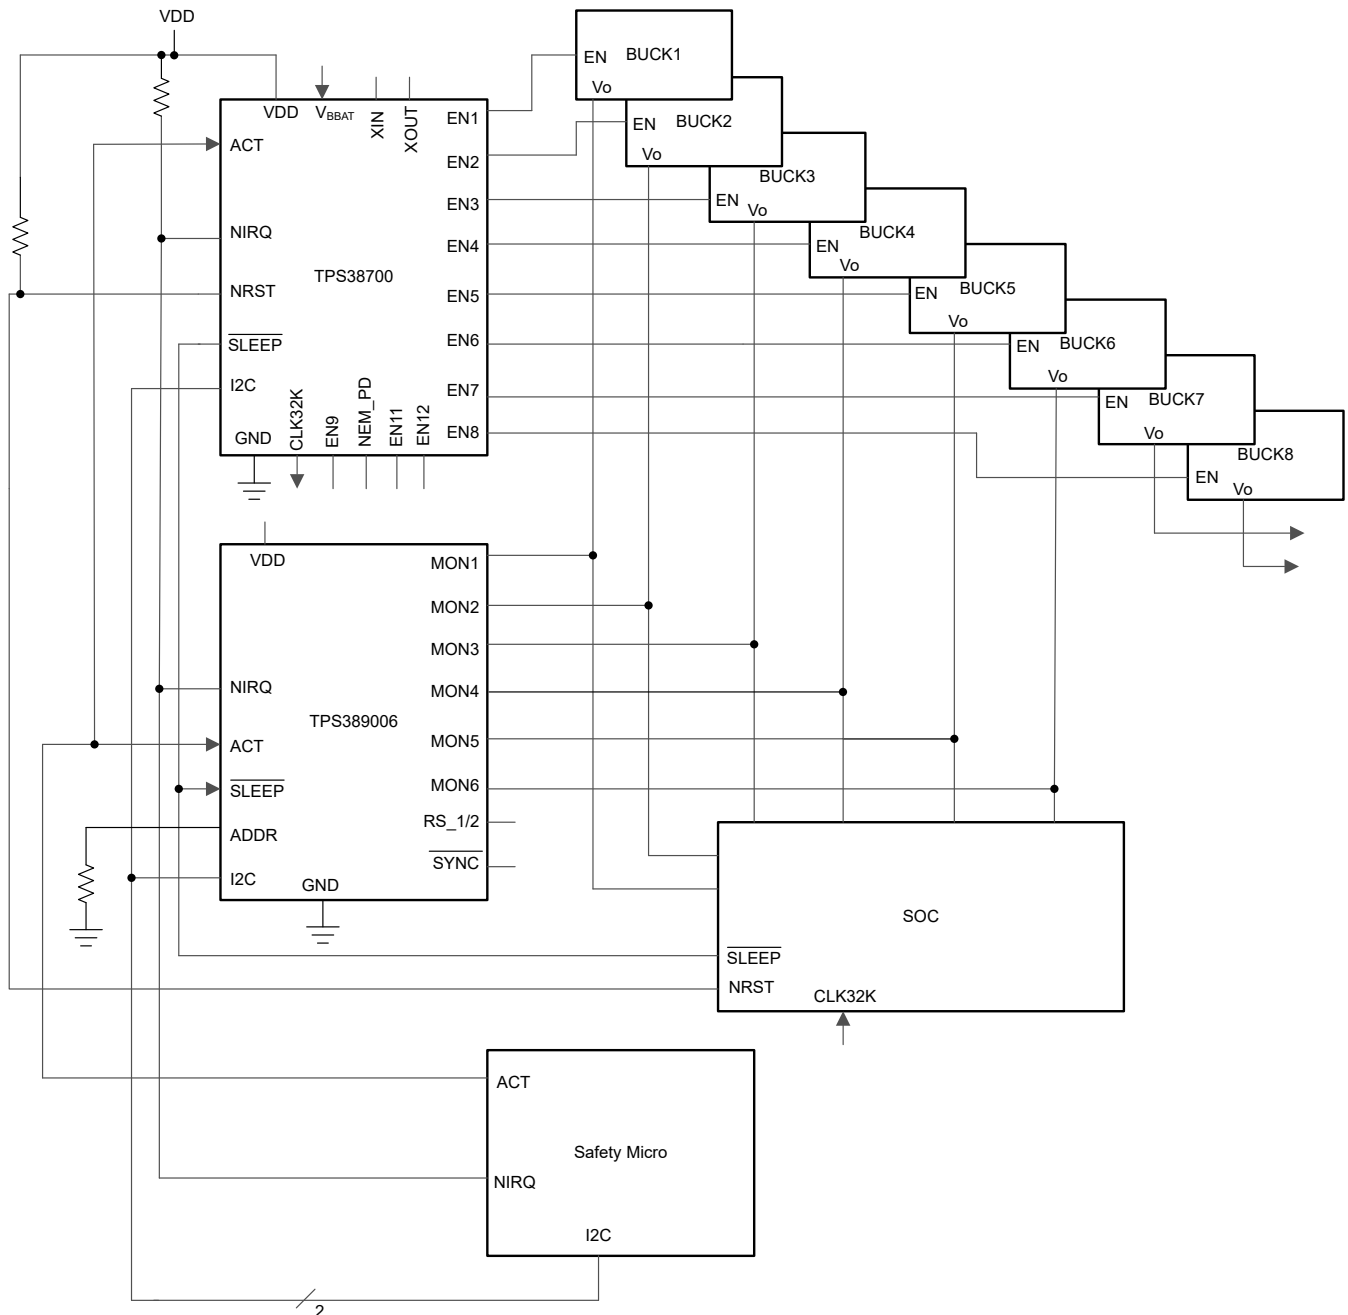 VDD
VDD
VBBAT
XIN
XOUT
ACT
NIRQ
NRST
SLEEP
I2C
GND
TPS38700
CLK32K
EN9
NEM_PD
EN11
EN12
EN1
EN2
EN3
EN4
EN5
EN6
EN7
EN8
EN
BUCK1
Vo
EN
BUCK2
Vo
EN
BUCK3
Vo
EN
BUCK4
Vo
EN
BUCK5
Vo
EN
BUCK6
EN
BUCK7
Vo
EN
BUCK8
Vo
VDD
NIRQ
TPS389006
ACT
SLEEP
ADDR
I2C
GND
MON1
MON2
MON3
MON4
MON5
MON6
RS_1/2
SYNC
SOC
SLEEP
NRST
CLK32K
ACT
Safety Micro
NIRQ
I2C
2